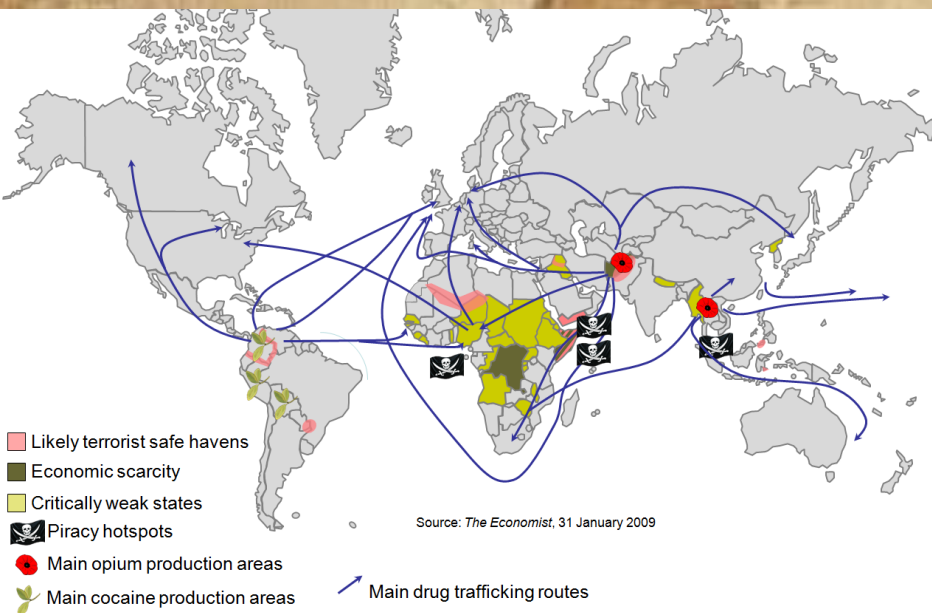 Likely terrorist safe havens
Economic scarcity
Critically weak states
Piracy hotspots
Source: The Economist, 31 January 2009
Main opium production areas
Main drug trafficking routes
Main cocaine production areas